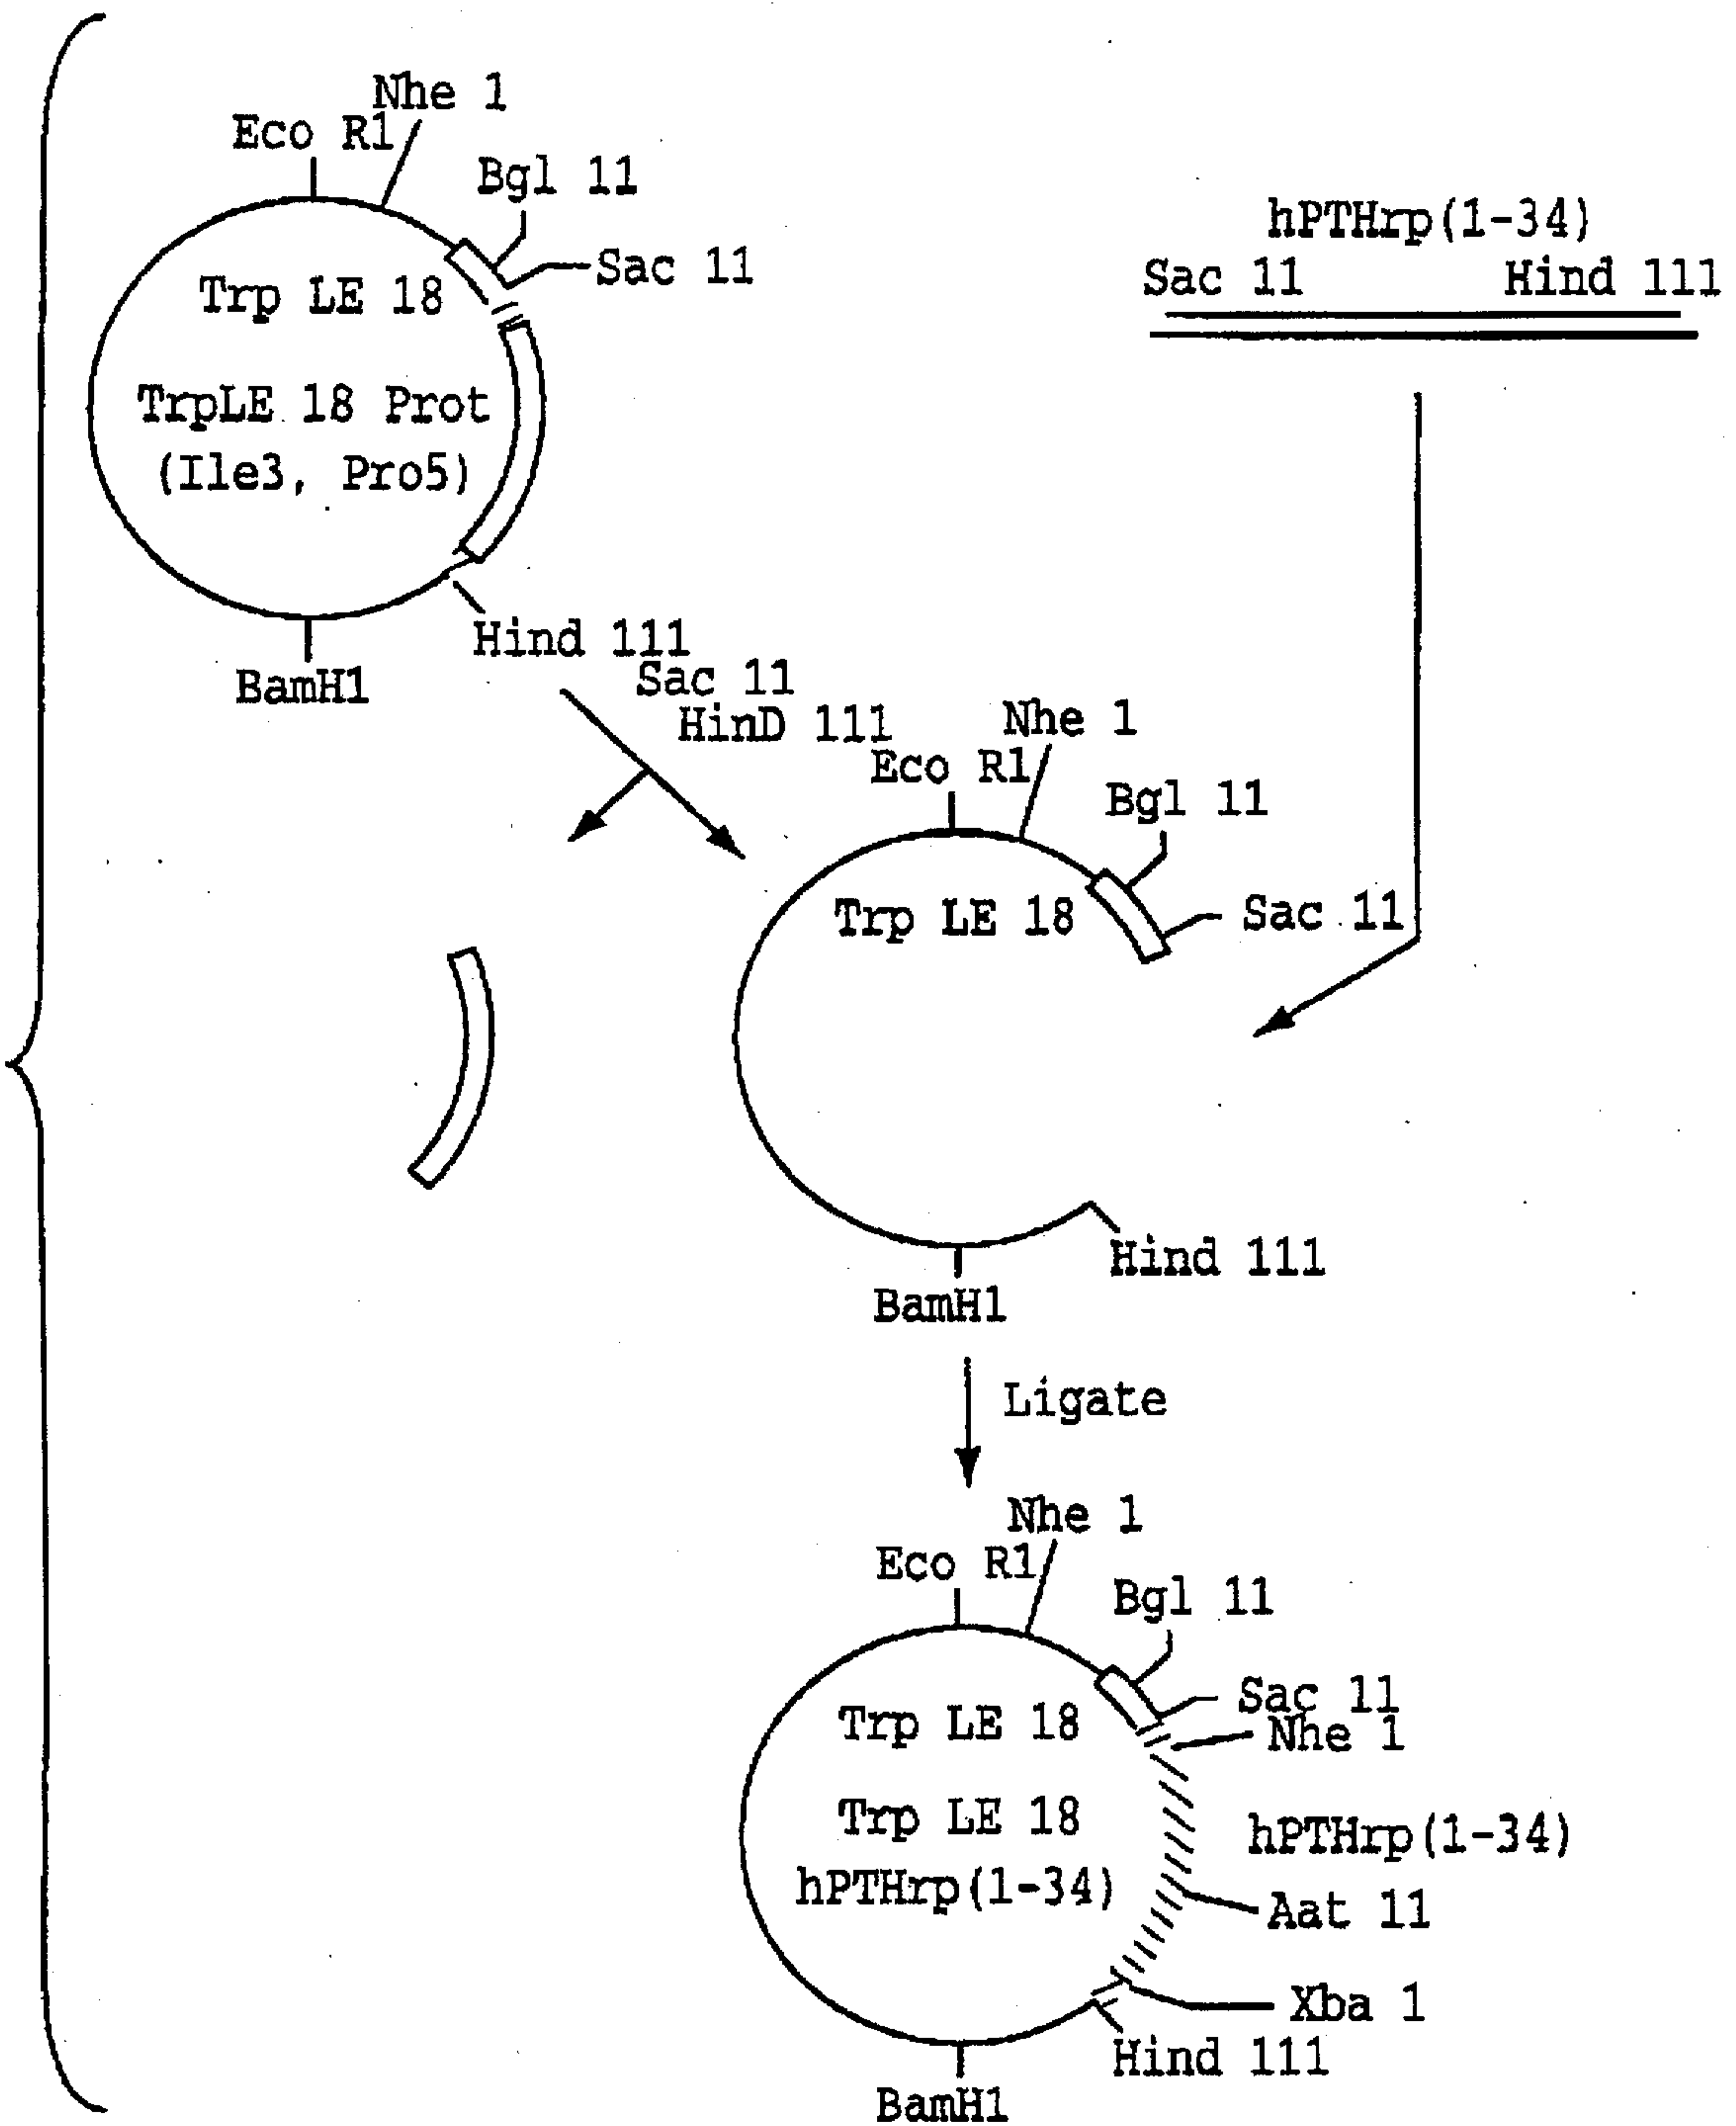 Nhe 1
Eco R1
Bgl 11
Sac 11
Trp LE 18
TrpLE 18 Prot
(Ile3, Pro5)
Hind 111
BamH1
hPTHrp(1-34)
Sac 11 Hind 111
Sac 11
HinD 111
Nhe 1
Eco R1
Bgl 11
Sac 11
Trp LE 18
Hind 111
BamH1
Ligate
Nhe 1
Eco R1
Bgl 11
Sac 11
Nhe 1
Trp LE 18
Trp LE 18
hPTHrp(1-34)
hPTHrp(1-34)
Aat 11
Xba 1
Hind 111
BamH1